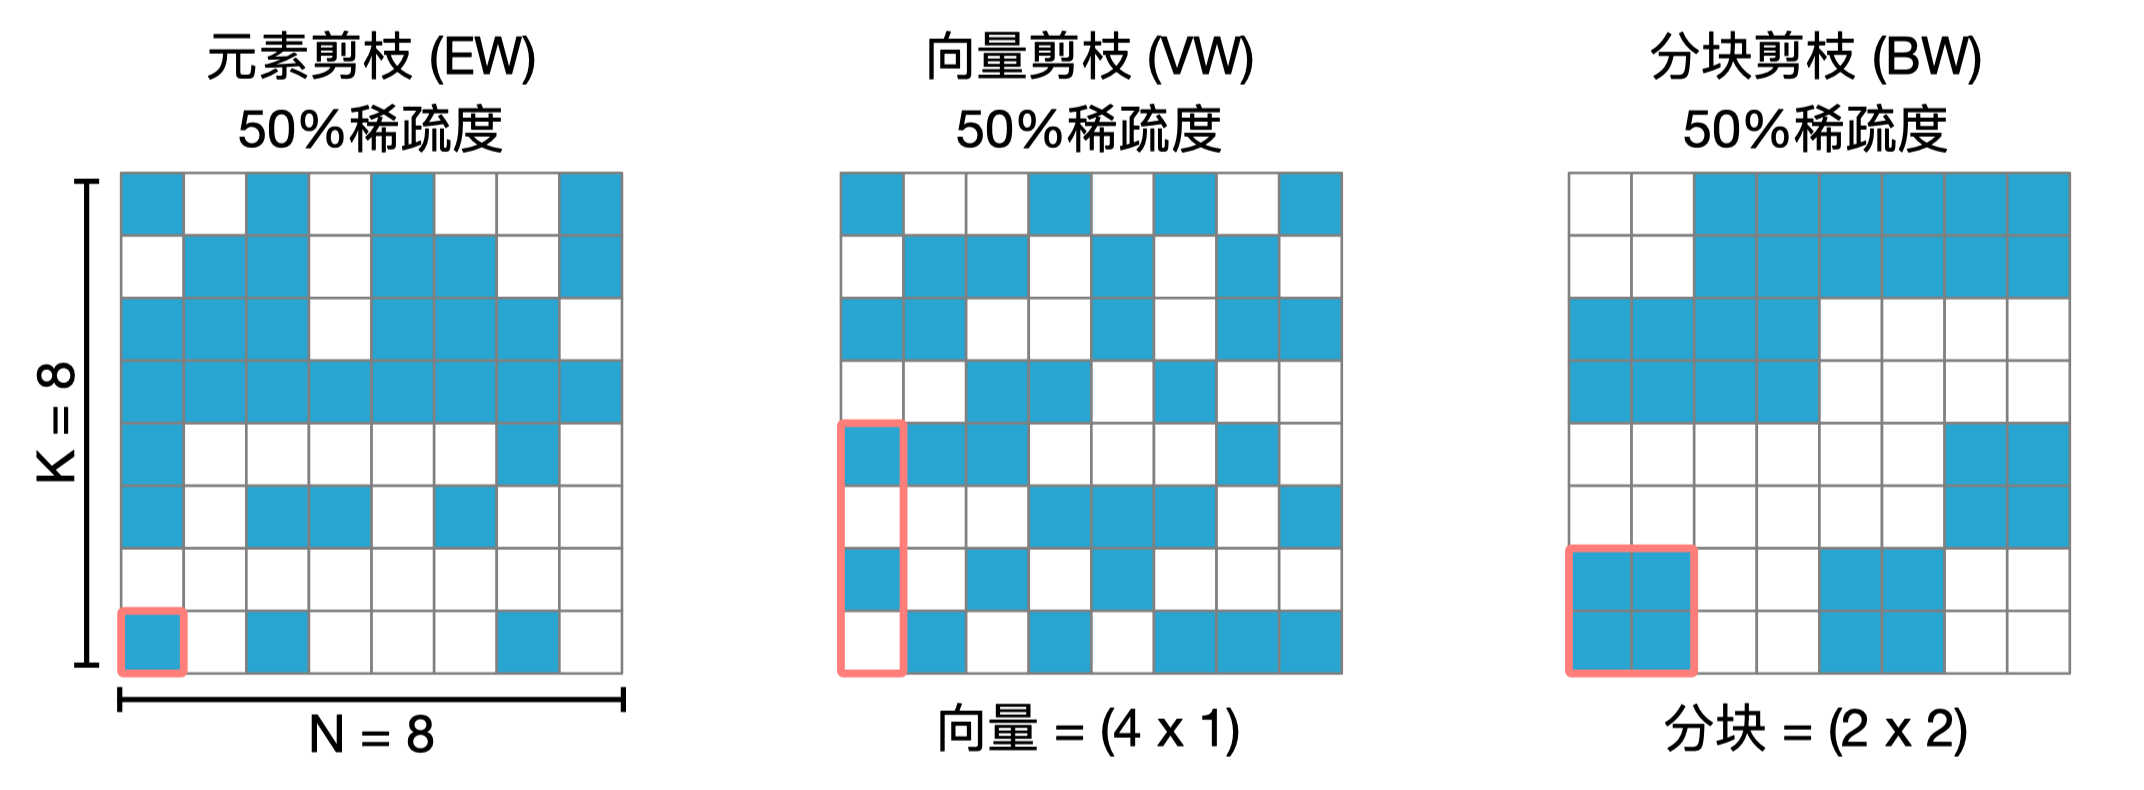 元素剪枝 (EW)
50%稀疏度
向量剪枝 (VW)
50%稀疏度
分块剪枝 (BW)
50%稀疏度
K = 8
N = 8
向量 = (4 x 1)
分块 = (2 x 2)